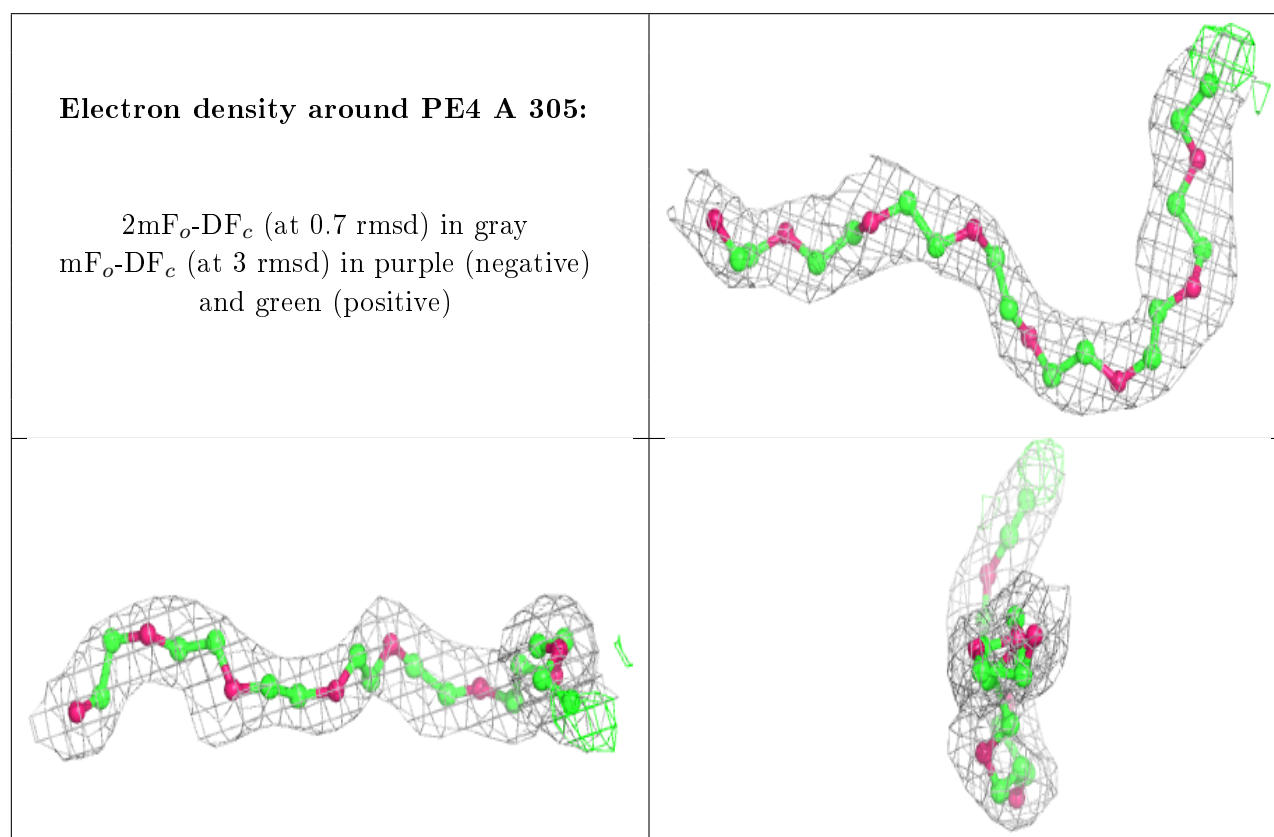 Electron density around PE4 A 305:
2mFo-DFc (at 0.7 rmsd) in gray
mFo-DFc (at 3 rmsd) in purple (negative)
and green (positive)